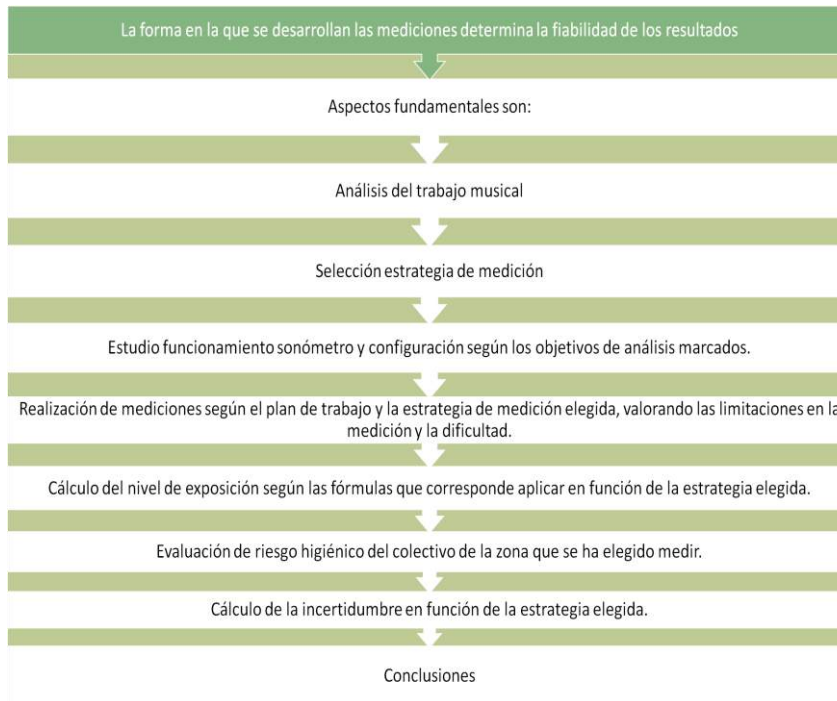 La forma en la que se desarrollan las mediciones determina la fiabilidad de los resultados
Aspectos fundamentales son:
Análisis del trabajo musical
Selección estrategia de medición
Estudio funcionamiento sonómetro y configuración según los objetivos de análisis marcados.
Realización de mediciones según el plan de trabajo y la estrategia de medición elegida, valorando las limitaciones en la
medición y la dificultad.
Cálculo del nivel de exposición según las fórmulas que corresponde aplicar en función de la estrategia elegida.
Evaluación de riesgo higiénico del colectivo de la zona que se ha elegido medir.
Cálculo de la incertidumbre en función de la estrategia elegida.
Conclusiones